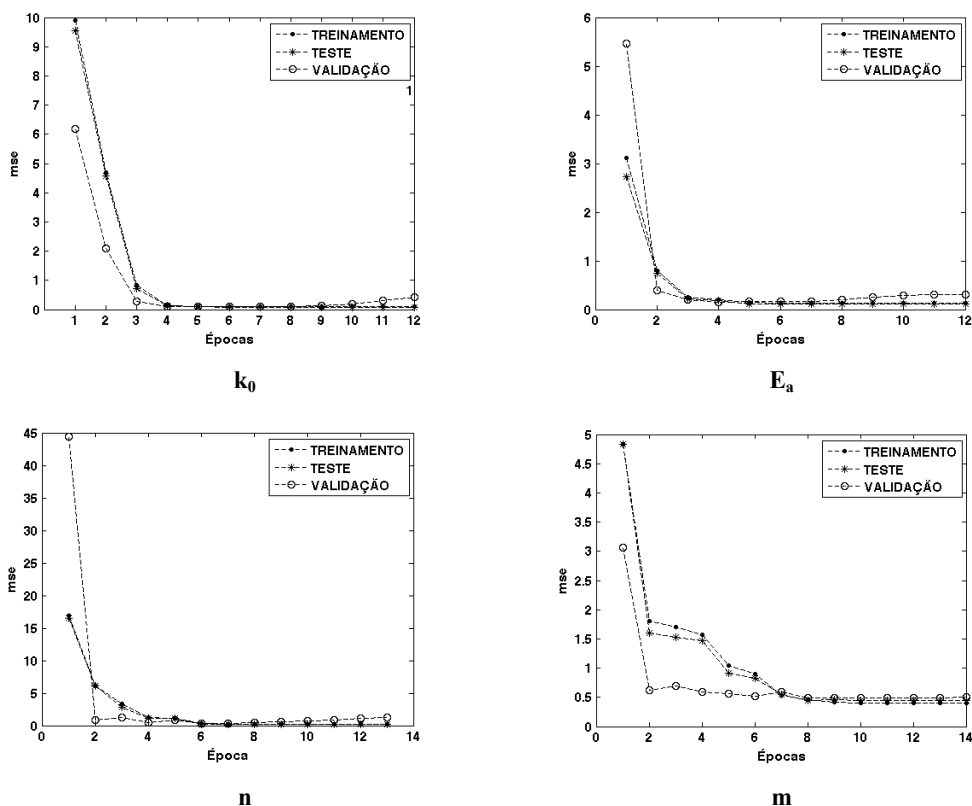 10
9
8
7
6
5
4
3
2
1
0
mse
TREINAMENTO
TESTE
VALIDAÇÃO
1
1 2 3 4 5 6 7 8 9 10 11 12
Épocas
k0
6
5
6
4
3
2
1
0
mse
TREINAMENTO
TESTE
VALIDAÇÃO
0 2 4 6 8 10 12
Épocas
Ea
45
40
35
30
25
20
15
10
5
0
mse
TREINAMENTO
TESTE
VALIDAÇÃO
0 2 4 6 8 10 11 12 14
Época
n
5
4.5
4
3.5
3
2.5
2
1.5
1
0.5
0
mse
TREINAMENTO
TESTE
VALIDAÇÃO
0 2 4 6 8 10 12 14
Épocas
m